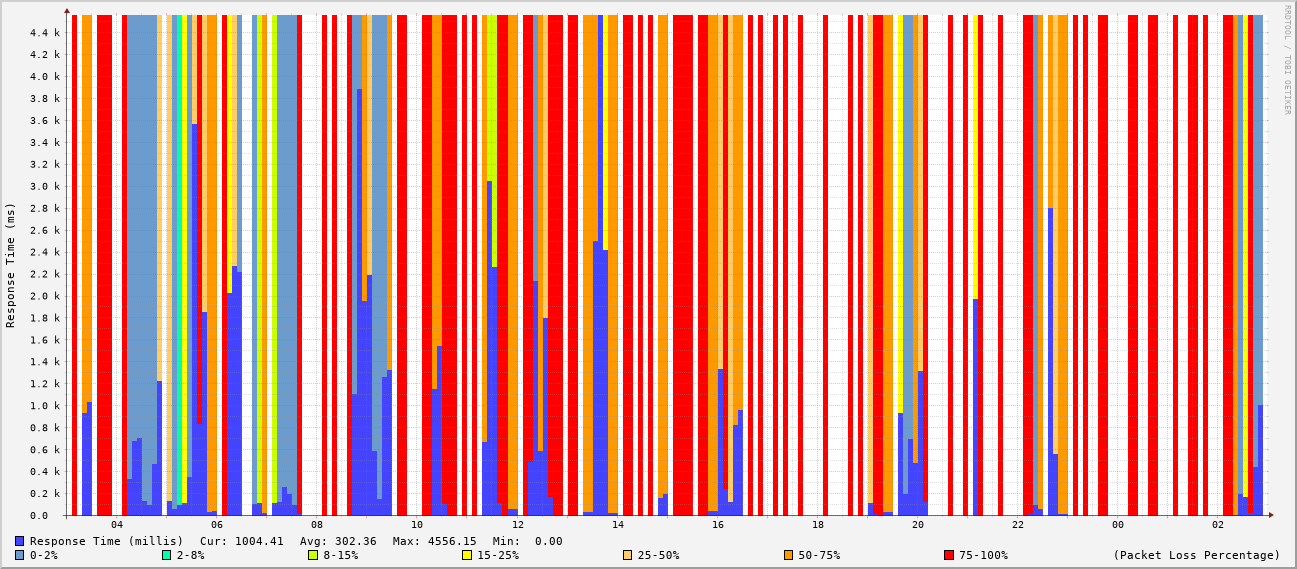 RRDTOOL / TOBI OETIKER
Response Time (ms)
4.4 k
4.2 k
4.0 k
3.8 k
3.6 k
3.4 k
3.2 k
3.0 k
2.8 k
2.6 k
2.4 k
2.2 k
2.0 k
1.8 k
1.6 k
1.4 k
1.2 k
1.0 k
0.8 k
0.6 k
0.4 k
0.2 k
0.0
04 06 08 10 12 14 16 18 20 22 00 02
Response Time (millis) Cur: 1004.41 Avg: 302.36 Max: 4556.15 Min: 0.00
0-2% 2-8% 8-15% 15-25% 25-50% 50-75% 75-100% (Packet Loss Percentage)